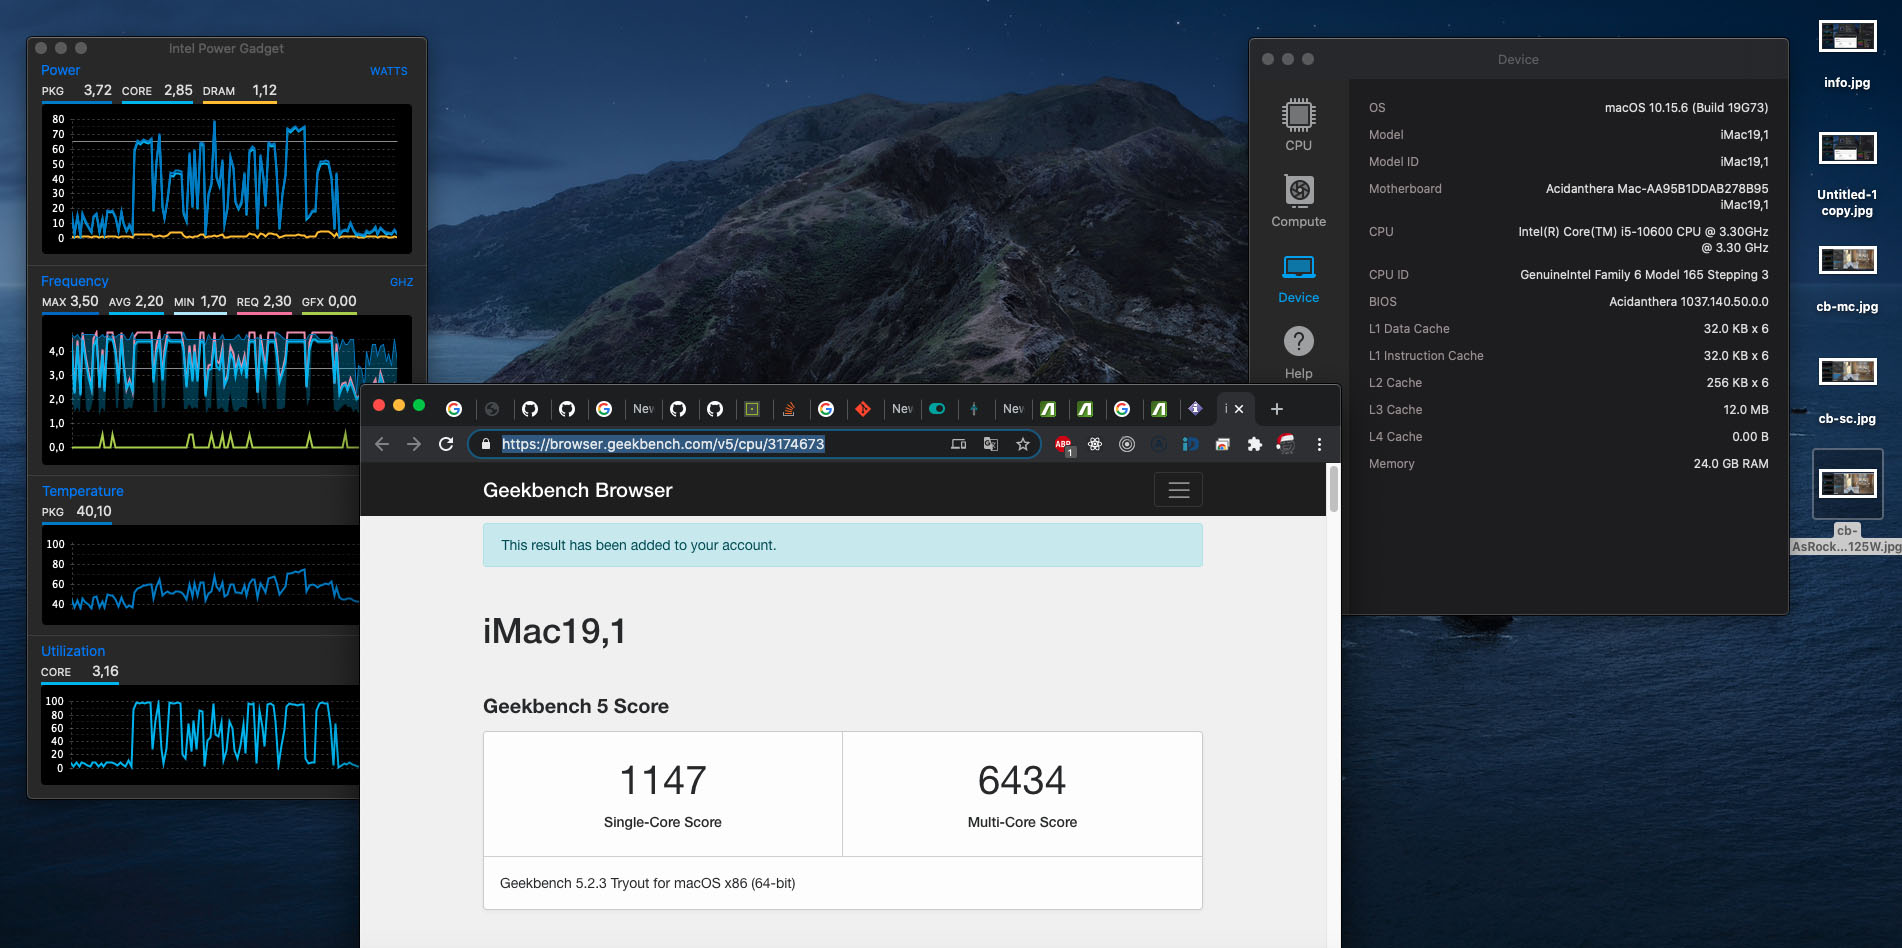 Intel Power Gadget
Power
WATTS
PKG 3,72 CORE 2,85 DRAM 1,12
80
70
60
50
40
30
20
10
0
Frequency
GHZ
MAX 3,50 AVG 2,20 MIN 1,70 REQ 2,30 GFX 0,00
4,0
3,0
2,0
1,0
0,0
Temperature
PKG 40,10
100
80
60
40
Utilization
CORE 3,16
100
80
60
40
20
0
New
New
New
i
https://browser.geekbench.com/v5/cpu/3174673
ABP
1
Geekbench Browser
This result has been added to your account.
iMac19,1
Geekbench 5 Score
1147
Single-Core Score
6434
Multi-Core Score
Geekbench 5.2.3 Tryout for macOS x86 (64-bit)
Device
CPU
Compute
Device
?
Help
OS macOS 10.15.6 (Build 19G73)
Model iMac19,1
Model ID iMac19,1
Motherboard Acidanthera Mac-AA95B1DDAB278B95
iMac19,1
CPU Intel(R) Core(TM) i5-10600 CPU @ 3.30GHz
@ 3.30 GHz
CPU ID GenuineIntel Family 6 Model 165 Stepping 3
BIOS Acidanthera 1037.140.50.0.0
L1 Data Cache 32.0 KB x 6
L1 Instruction Cache 32.0 KB x 6
L2 Cache 256 KB x 6
L3 Cache 12.0 MB
L4 Cache 0.00 B
Memory 24.0 GB RAM
info.jpg
Untitled-1
copy.jpg
cb-mc.jpg
cb-sc.jpg
cb-
AsRock...125W.jpg